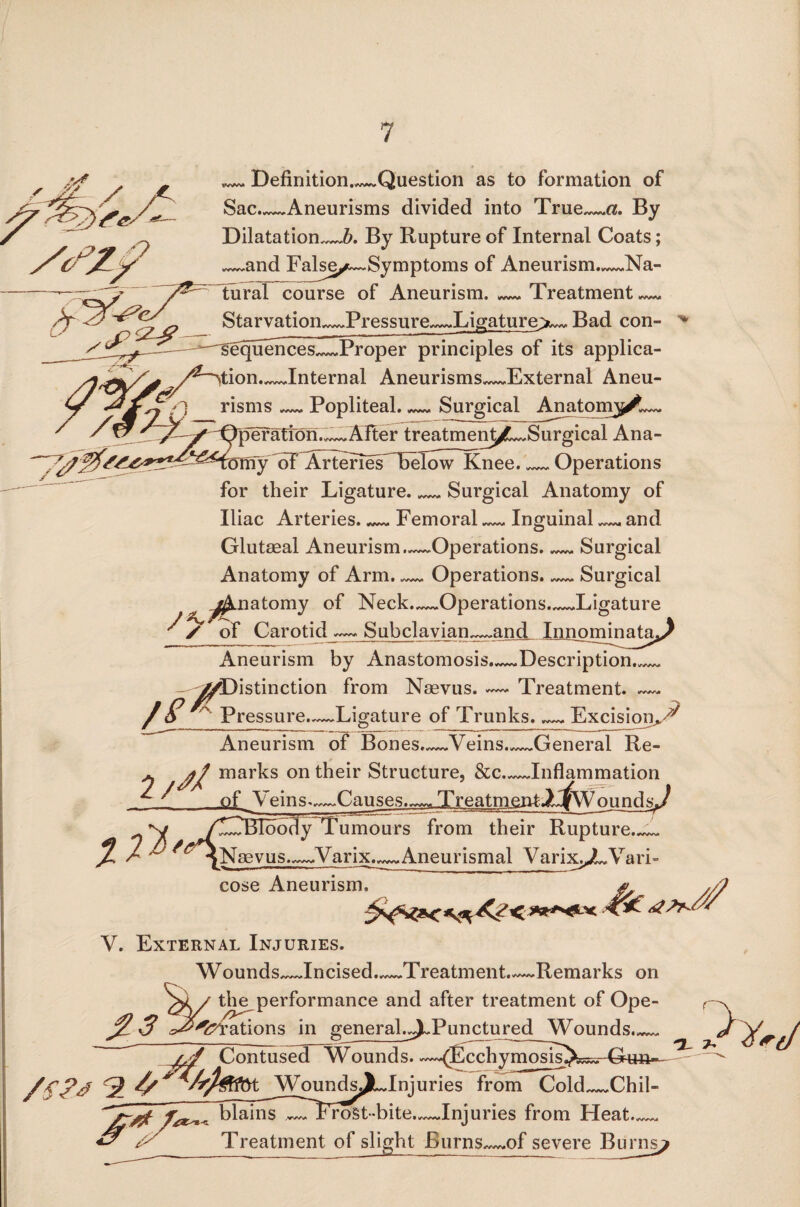 7
Definition.Question as to formation of
Sac.Aneurisms divided into True a. By
Dilatation b. By Rupture of Internal Coats;
and False Symptoms of Aneurism.Na-
1829
tural course of Aneurism. Treatment
Starvation Pressure Ligature Bad con-
sequences Proper principles of its applica-
tion.Internal Aneurisms External Aneu-
risms Popliteal. Surgical Anatomy
Operation.After treatment Surgical Ana-
tomy of Arteries below Knee. Operations
for their Ligature. Surgical Anatomy of
Iliac Arteries. Femoral Inguinal and
Glutæal Aneurism.Operations. Surgical
Anatomy of Arm. Operations. Surgical
Anatomy of Neck.Operations.Ligature
of Carotid Subclavian and Innominata
Aneurism by Anastomosis.Description.
Distinction from Nævus. Treatment.
Pressure.Ligature of Trunks. Excision.
Aneurism of Bones.Veins.General Re-
marks on their Structure, &c.Inflammation
of Veins.Causes.Treatment. Wounds
Bloody Tumours from their Rupture.
Nævus.Varix.Aneurismal Varix.Vari-
cose Aneurism.
V. External Injuries.
Wounds Incised.Treatment.Remarks on
the performance and after treatment of Ope-
23 rations in general. Punctured Wounds.
Contused Wounds. (Ecchymosis) Gun-
shot Wounds Injuries from Cold Chil-
blains Frost-bite.Injuries from Heat.
Treatment of slight Burns of severe Burns